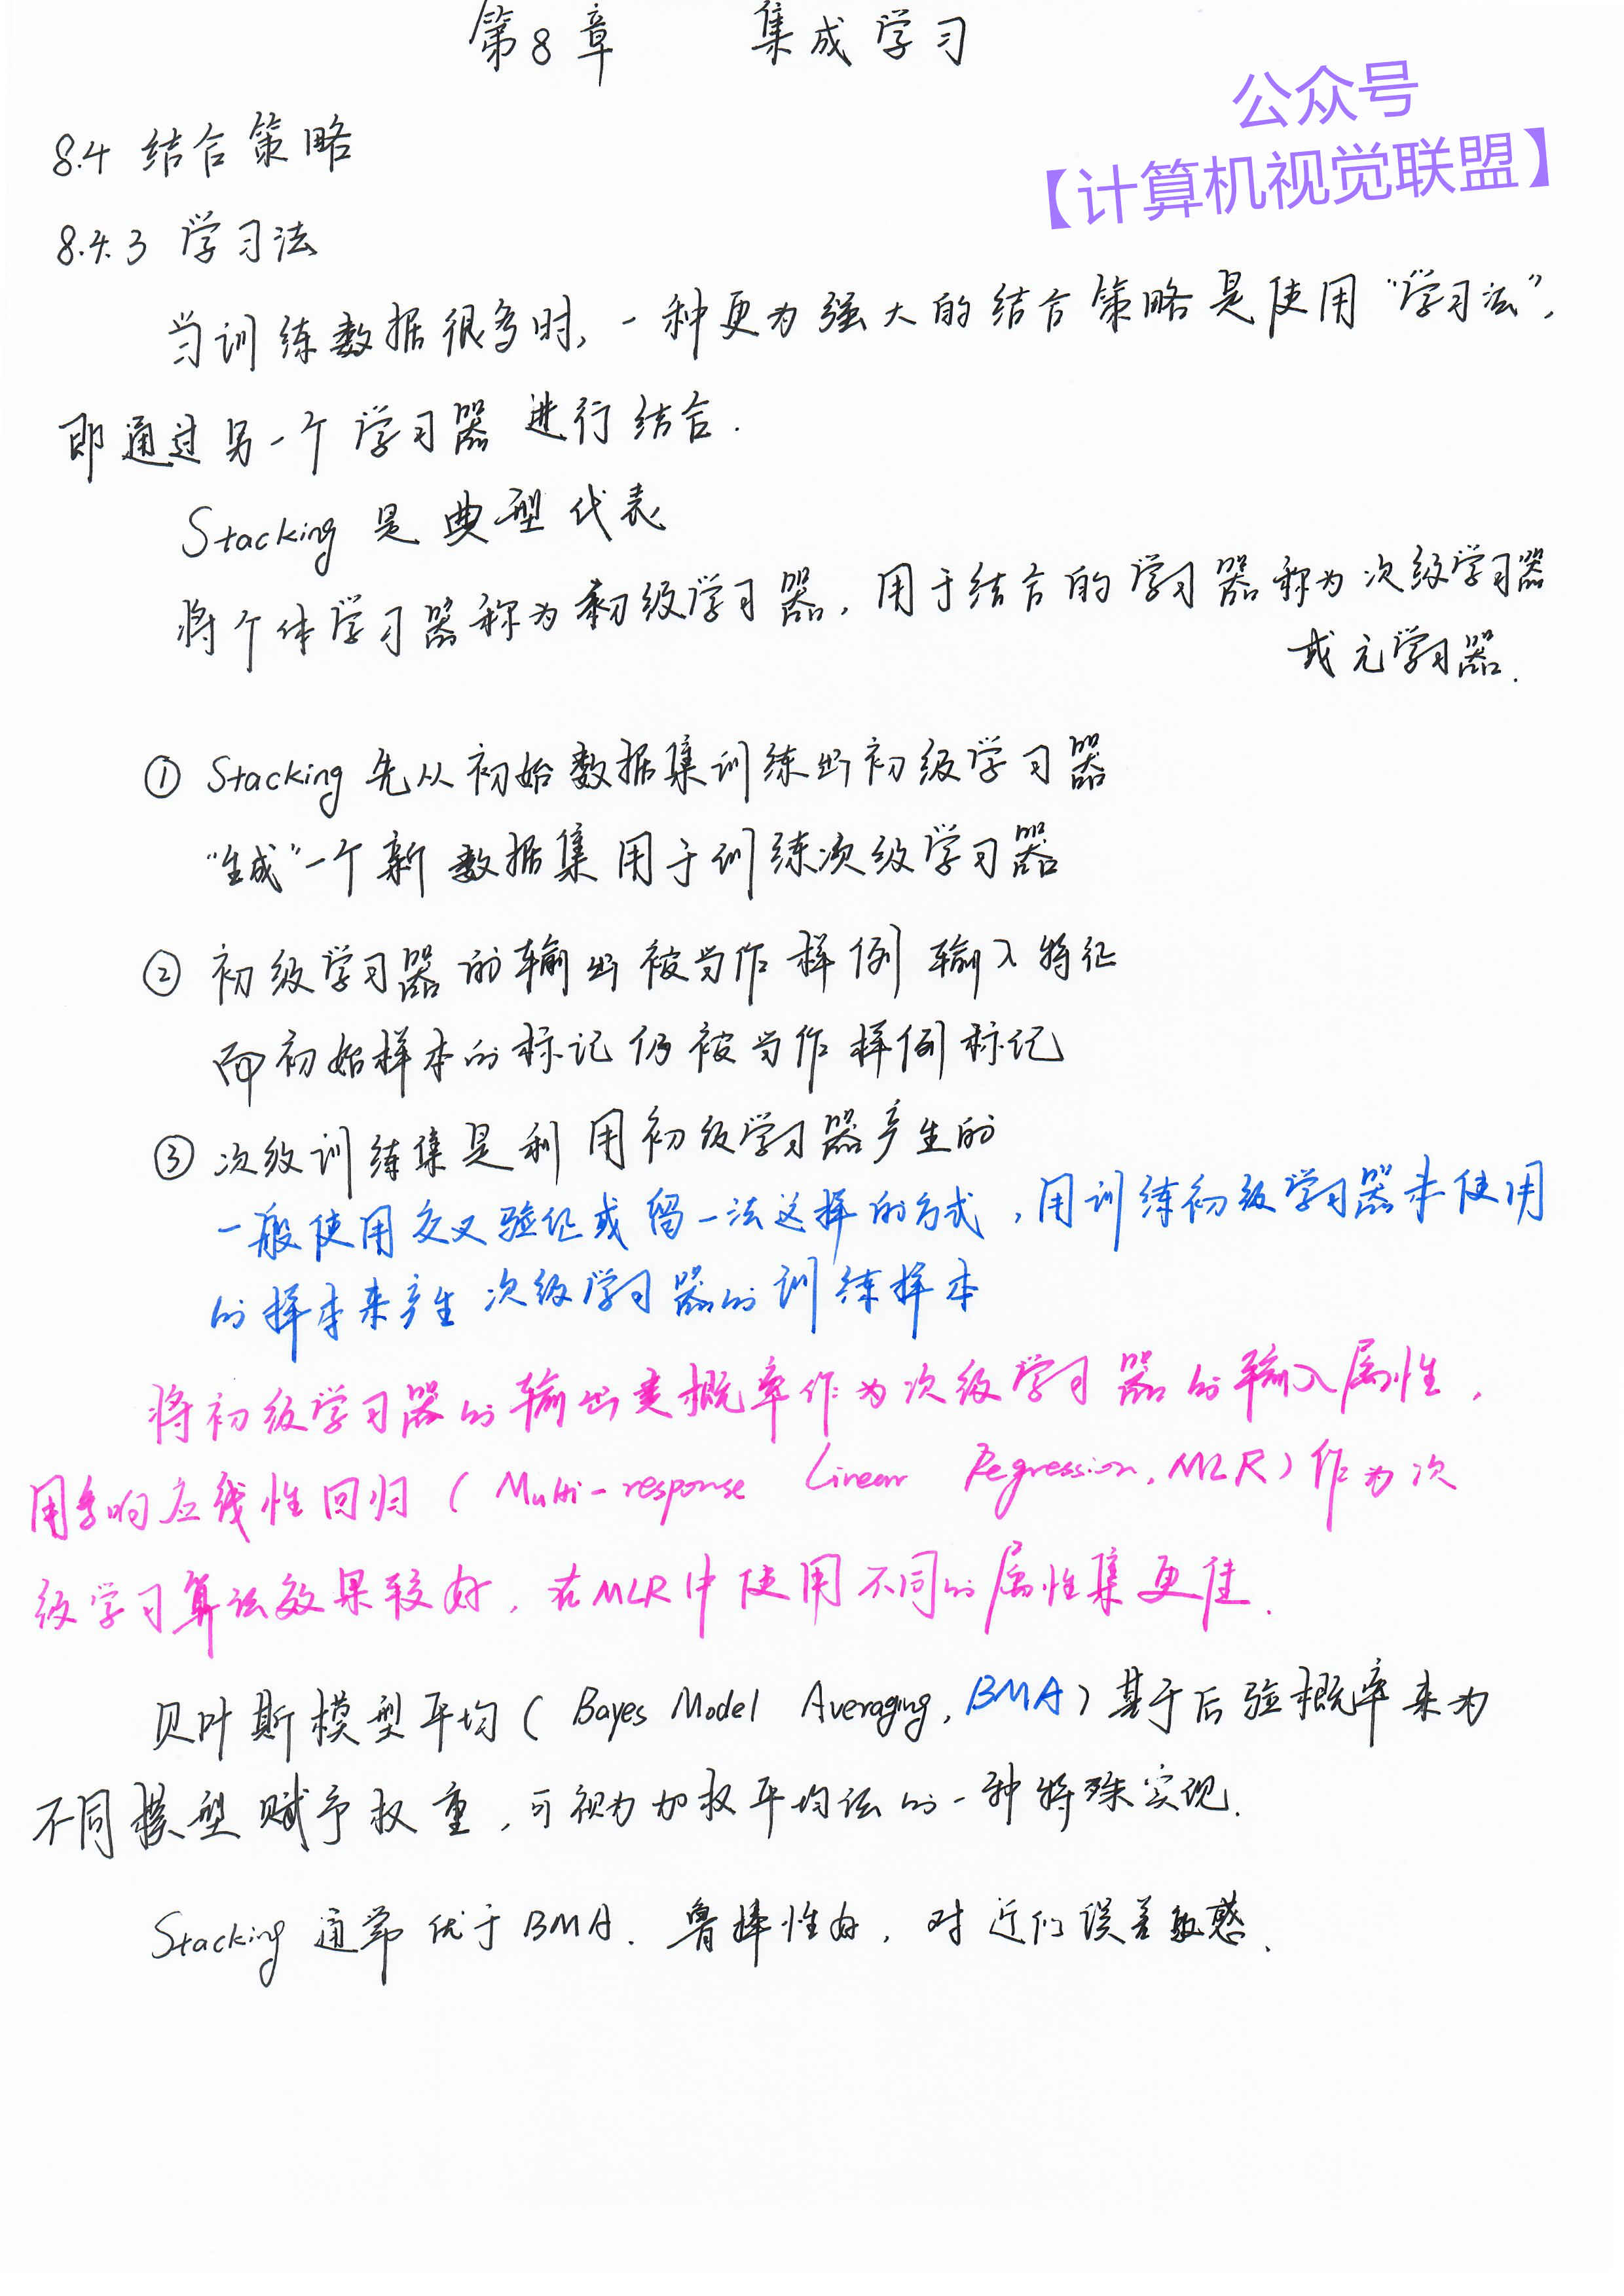 第8章 集成学习
公众号
【计算机视觉联盟】
8.4 结合策略
8.4.3 学习法
当训练数据很多时,一种更为强大的结合策略是使用“学习法”,
即通过另一个学习器进行结合.
Stacking 是典型代表
将个体学习器称为初级学习器,用于结合的学习器称为次级学习器
或元学习器.
① Stacking 先从初始数据集训练出初级学习器
“生成”一个新数据集用于训练次级学习器
② 初级学习器的输出被当作样例输入特征
而初始样本的标记仍被当作样例标记
③ 次级训练集是利用初级学习器产生的
一般使用交叉验证或留一法这样的方式,用训练初级学习器未使用
的样本来产生次级学习器的训练样本
将初级学习器的输出类概率作为次级学习器的输入属性,
用多响应线性回归(Multi-response Linear Regression,MLR)作为次
级学习算法效果较好,在MLR中使用不同的属性集更佳.
贝叶斯模型平均(Bayes Model Averaging,BMA)基于后验概率来为
不同模型赋予权重,可视为加权平均法的一种特殊实现.
Stacking 通常优于BMA.鲁棒性好,对近似误差敏感.